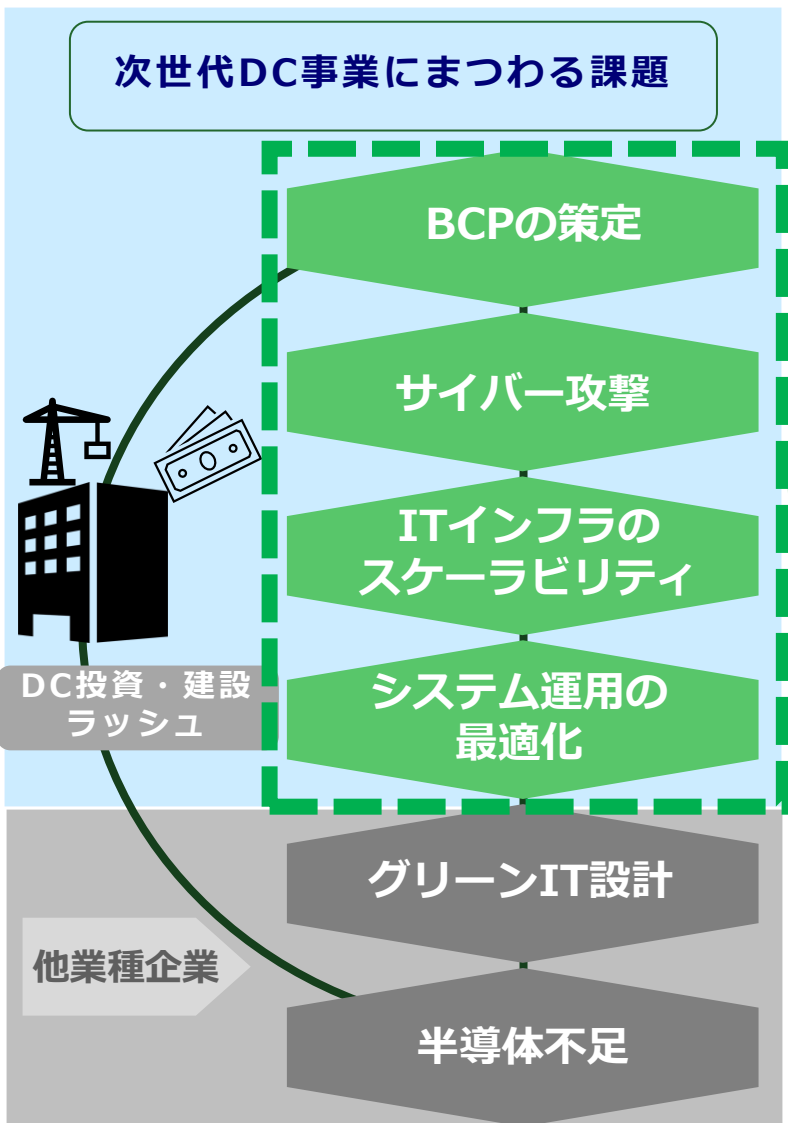 次世代DC事業にまつわる課題
BCPの策定
サイバー攻撃
ITインフラの
スケーラビリティ
DC投資・建設
ラッシュ
システム運用の
最適化
グリーンIT設計
他業種企業
半導体不足